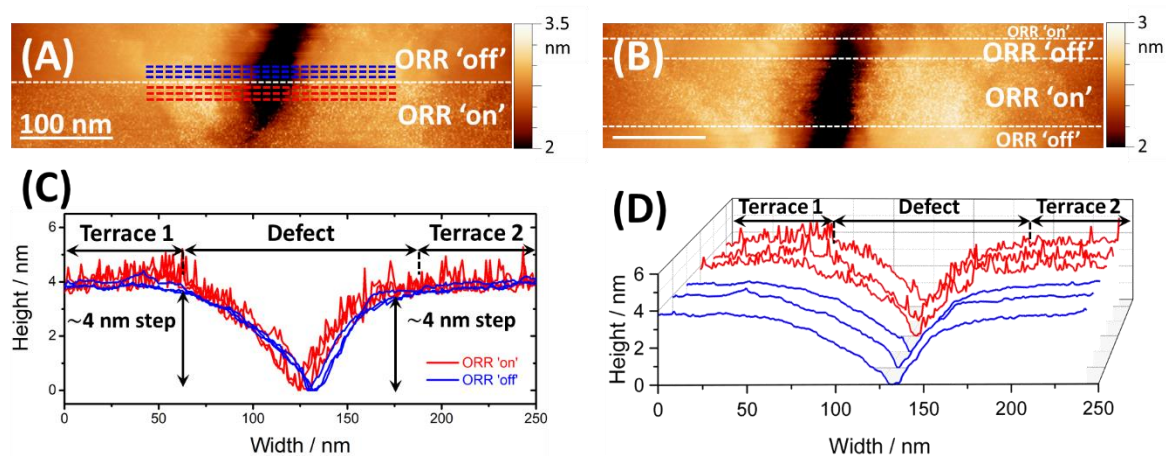 (A)
ORR 'off'
ORR 'on'
100 nm
3.5
nm
2
(B)
ORR 'on'
ORR 'off'
ORR 'on'
ORR 'off'
3
nm
2
(C)
Terrace 1 Defect Terrace 2
~4 nm step ~4 nm step
ORR 'on'
ORR 'off'
Height / nm
6
4
2
0
0 50 100 150 200 250
Width / nm
(D)
Terrace 1 Defect Terrace 2
Height / nm
6
4
2
0
0 50 100 150 200 250
Width / nm